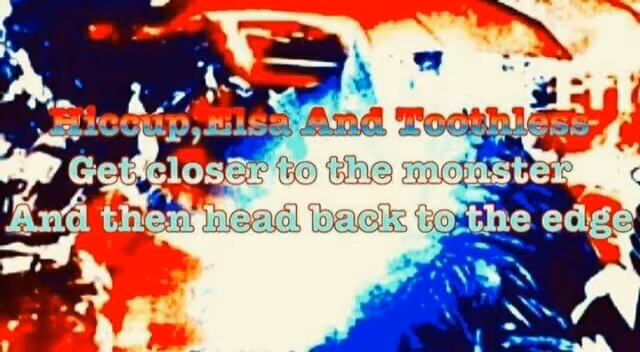 Hiccup,Elsa And Toothless
Get closer to the monster
And then head back to the edge